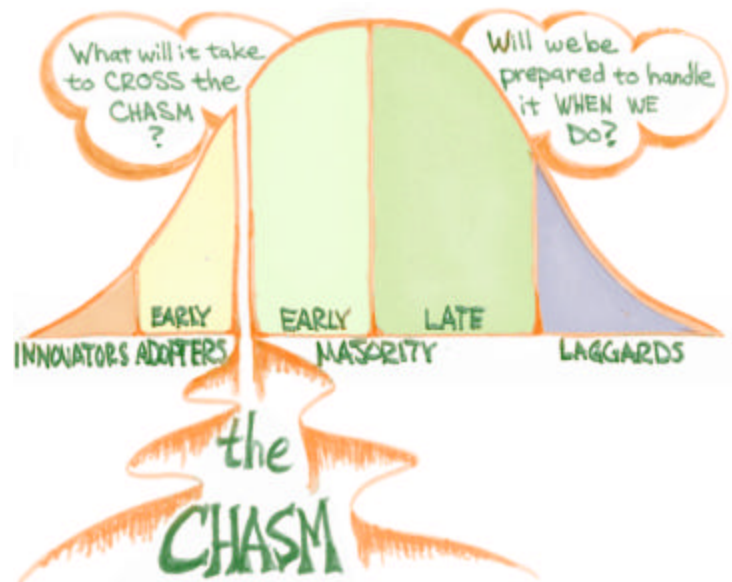 What will it take
to CROSS the
CHASM
?
Will we be
prepared to handle
it WHEN WE
DO?
EARLY
EARLY
LATE
INNOVATORS ADOPTERS
MAJORITY
LAGGARDS
the
CHASM